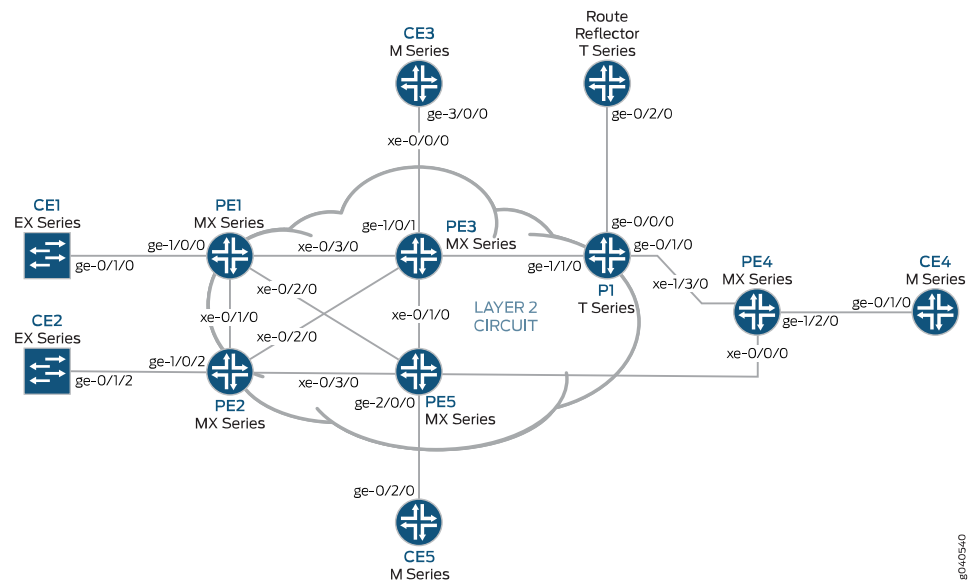 CE3
M Series
Route
Reflector
T Series
ge-3/0/0
ge-0/2/0
xe-0/0/0
CE1
EX Series
PE1
MX Series
ge-1/0/0
ge-0/1/0
xe-0/3/0
ge-1/0/1
PE3
MX Series
ge-0/0/0
ge-0/1/0
ge-1/1/0
P1
T Series
xe-1/3/0
PE4
MX Series
CE4
M Series
ge-0/1/0
ge-1/2/0
xe-0/0/0
xe-0/2/0
xe-0/1/0
xe-0/2/0
xe-0/1/0
LAYER 2
CIRCUIT
CE2
EX Series
ge-0/1/2
ge-1/0/2
PE2
MX Series
xe-0/3/0
ge-2/0/0
PE5
MX Series
ge-0/2/0
CE5
M Series
g040540